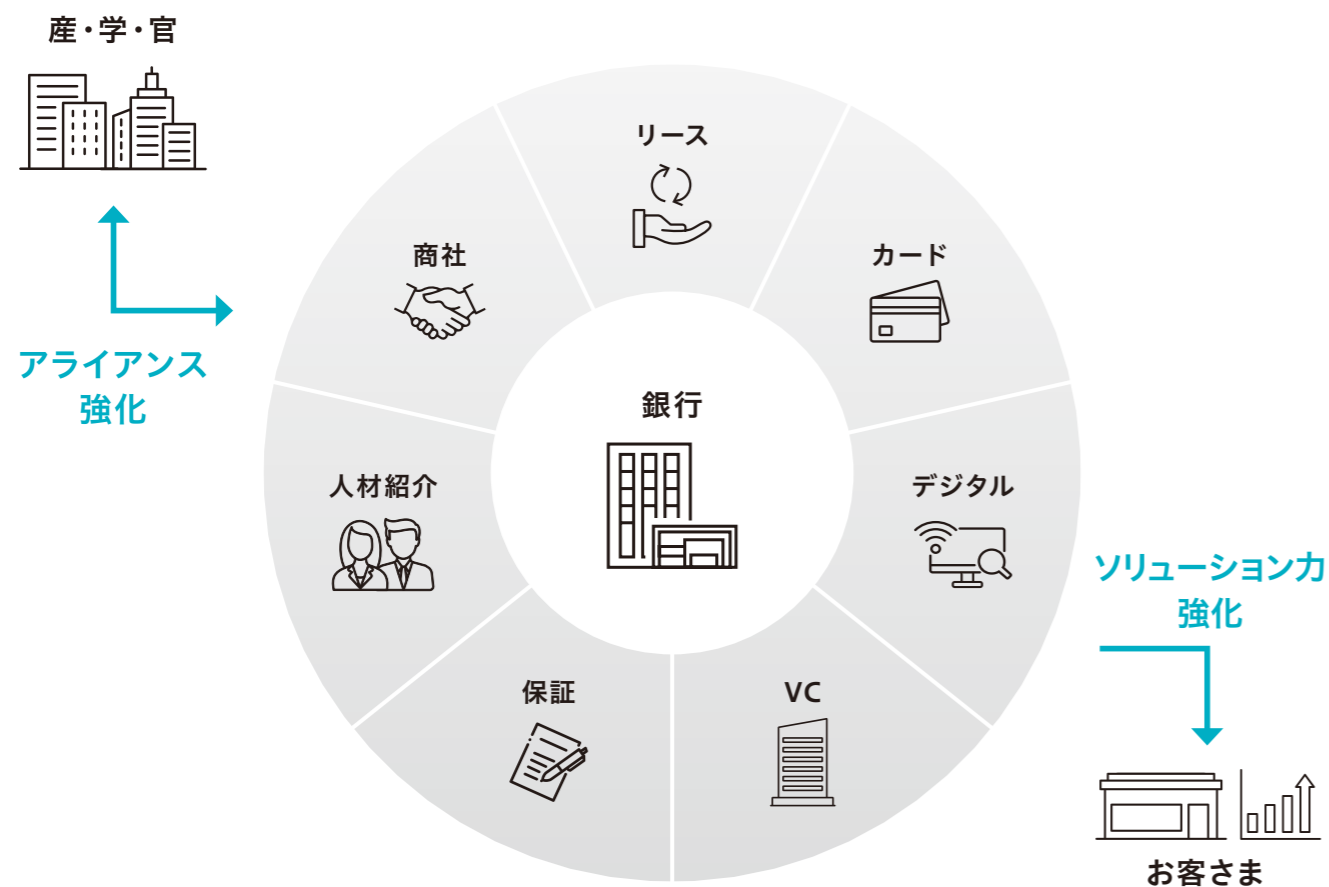 産・学・官
リース
商社
カード
アライアンス
強化
銀行
人材紹介
デジタル
ソリューション力
強化
保証
VC
お客さま